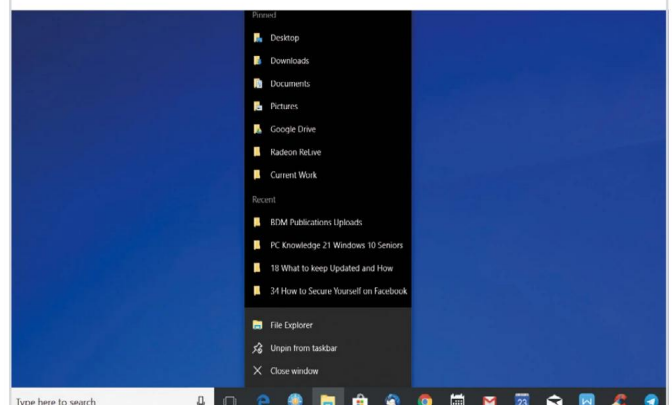 Pinned
Desktop
Downloads
Documents
Pictures
Google Drive
Radeon ReLive
Current Work
Recent
BDM Publications Uploads
PC Knowledge 21 Windows 10 Seniors
18 What to keep Updated and How
34 How to Secure Yourself on Facebook
File Explorer
Unpin from taskbar
Close window
Type here to search
23